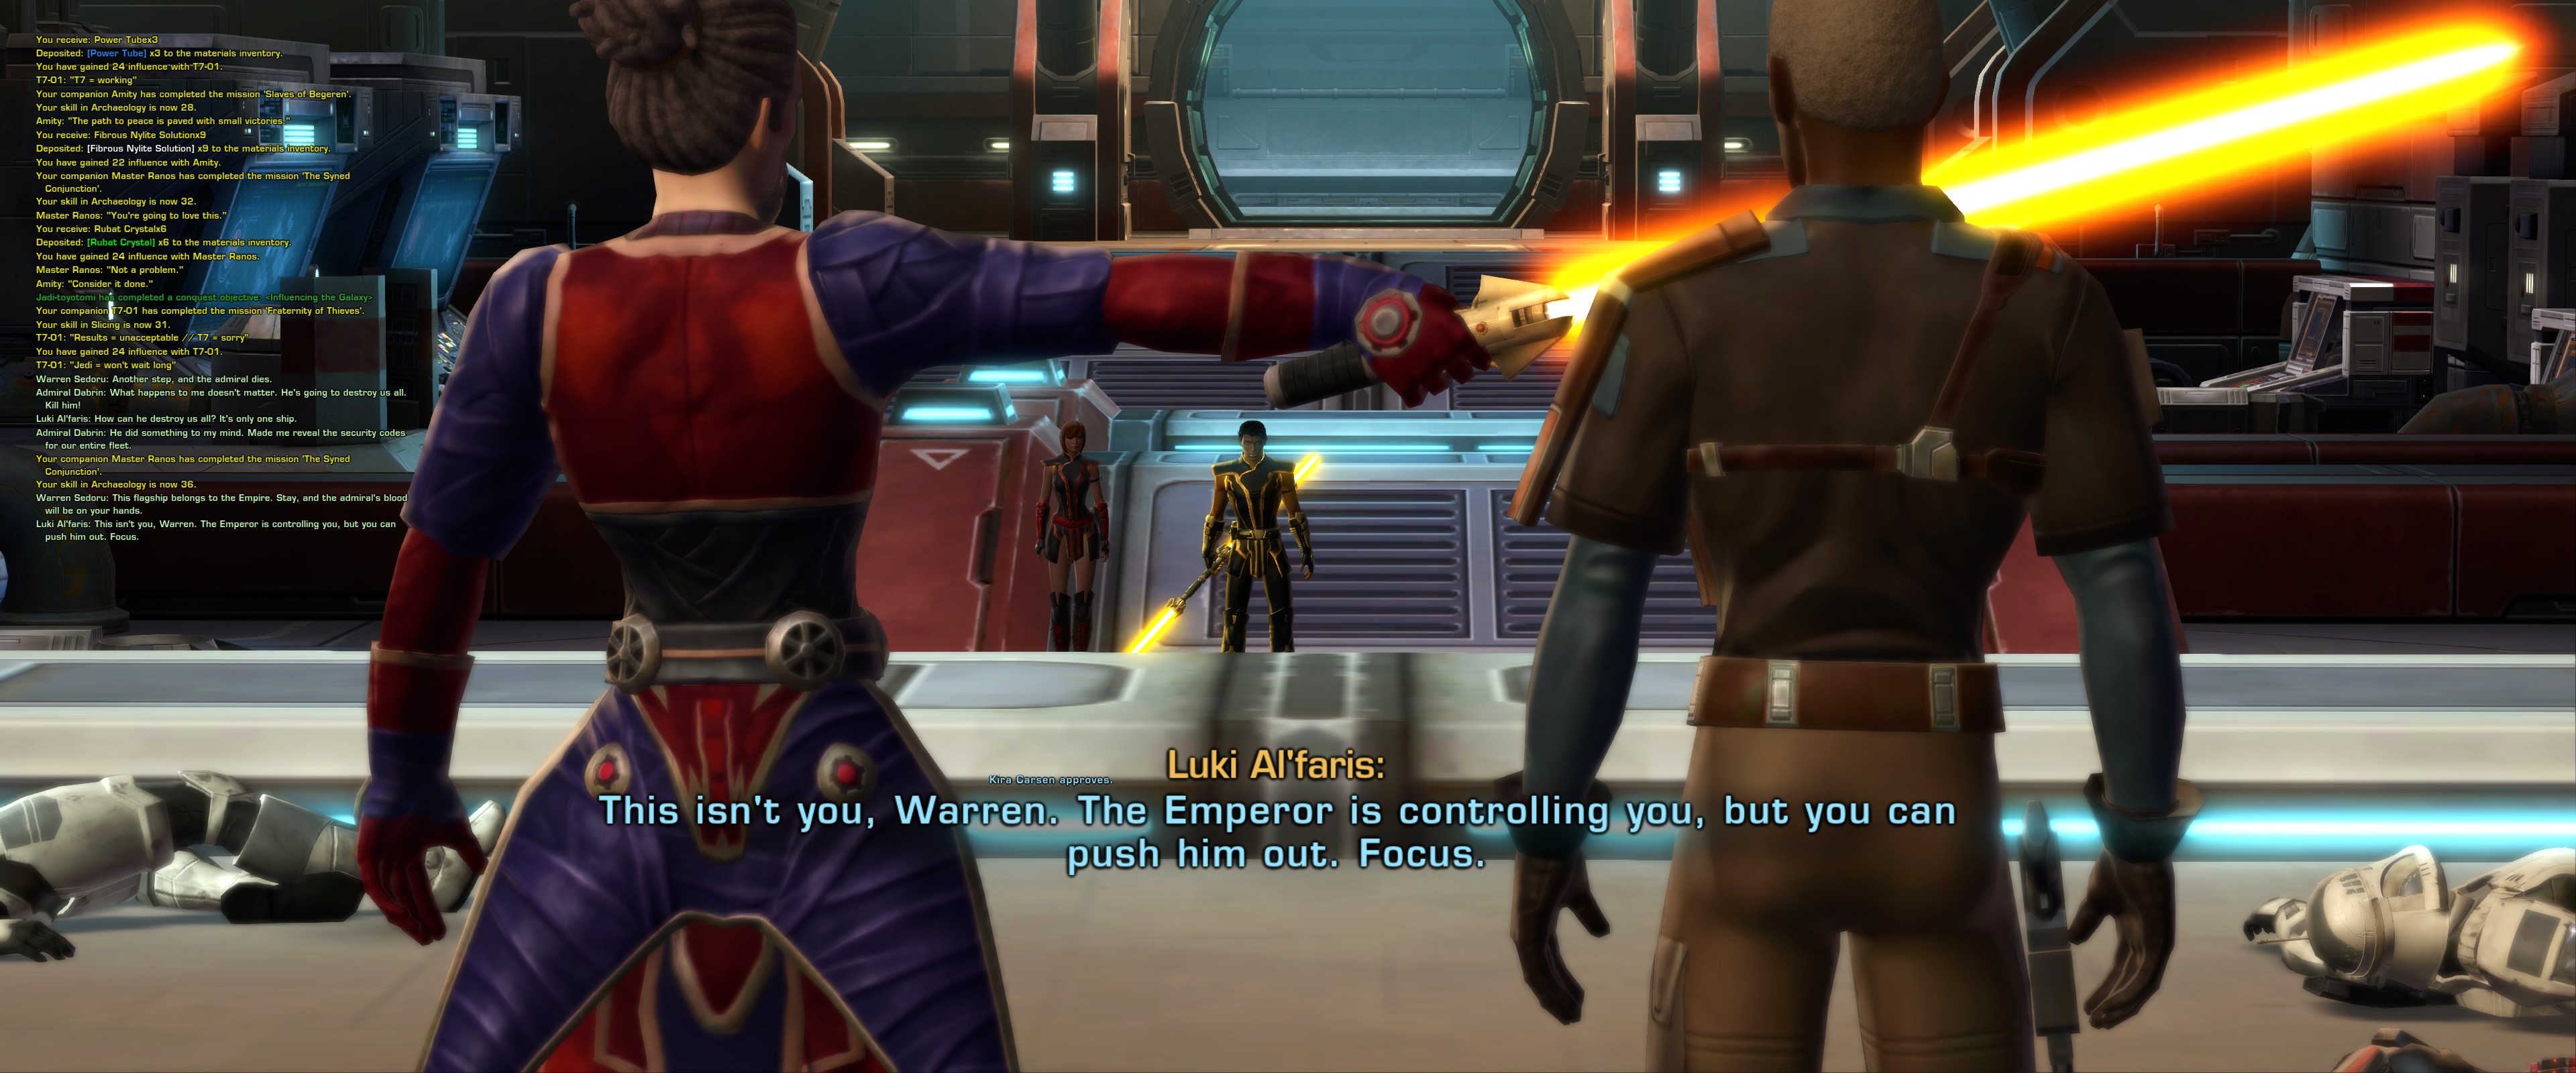 You receive: Power Tubex3
Deposited: [Power Tube] x3 to the materials inventory.
You have gained 24 influence with T7-01.
T7-01: "T7 = working"
Your companion Amity has completed the mission 'Slaves of Begeren'.
Your skill in Archaeology is now 28.
Amity: "The path to peace is paved with small victories."
You receive: Fibrous Nylite Solutionx9
Deposited: [Fibrous Nylite Solution] x9 to the materials inventory.
You have gained 22 influence with Amity.
Your companion Master Ranos has completed the mission 'The Syned
Conjunction'.
Your skill in Archaeology is now 32.
Master Ranos: "You're going to love this."
You receive: Rubat Crystalx6
Deposited: [Rubat Crystal] x6 to the materials inventory.
You have gained 24 influence with Master Ranos.
Master Ranos: "Not a problem."
Amity: "Consider it done."
Jadi-toyotomi has completed a conquest objective: <Influencing the Galaxy>
Your companion T7-01 has completed the mission 'Fraternity of Thieves'.
Your skill in Slicing is now 31.
T7-01: "Results = unacceptable // T7 = sorry"
You have gained 24 influence with T7-01.
T7-01: "Jedi = won't wait long"
Warren Sedoru: Another step, and the admiral dies.
Admiral Dabrin: What happens to me doesn't matter. He's going to destroy us all.
Kill him!
Luki Al'faris: How can he destroy us all? It's only one ship.
Admiral Dabrin: He did something to my mind. Made me reveal the security codes
for our entire fleet.
Your companion Master Ranos has completed the mission 'The Syned
Conjunction'.
Your skill in Archaeology is now 36.
Warren Sedoru: This flagship belongs to the Empire. Stay, and the admiral's blood
will be on your hands.
Luki Al'faris: This isn't you, Warren. The Emperor is controlling you, but you can
push him out. Focus.
Luki Al'faris:
Kira Carsen approves.
This isn't you, Warren. The Emperor is controlling you, but you can
push him out. Focus.